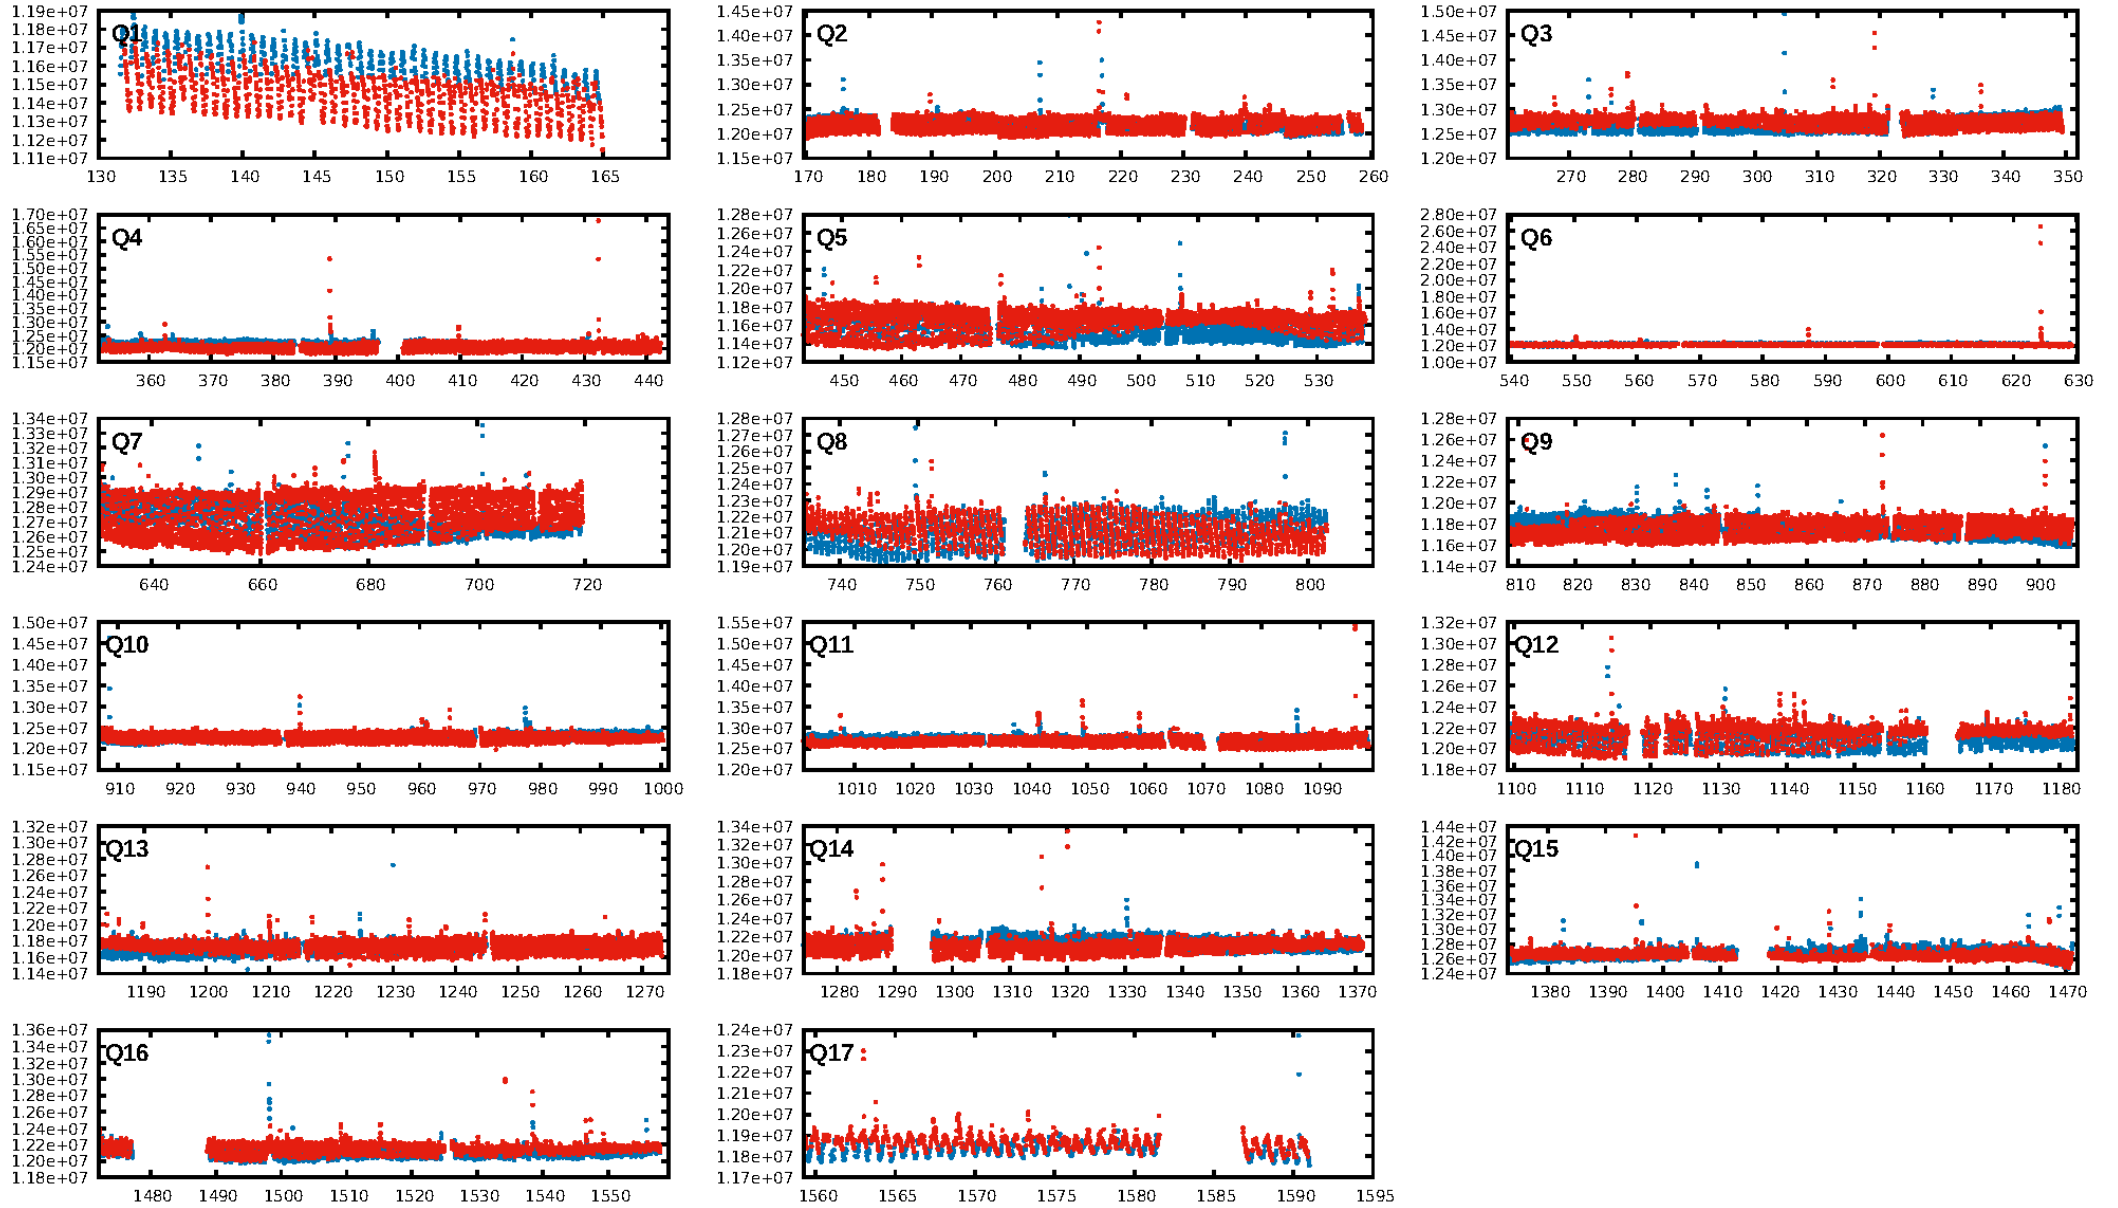 1.19e+07
1.18e+07
1.17e+07
1.16e+07
1.15e+07
1.14e+07
1.13e+07
1.12e+07
1.11e+07
Q1
130 135 140 145 150 155 160 165
1.45e+07
1.40e+07
1.35e+07
1.30e+07
1.25e+07
1.20e+07
1.15e+07
Q2
170 180 190 200 210 220 230 240 250 260
1.50e+07
1.45e+07
1.40e+07
1.35e+07
1.30e+07
1.25e+07
1.20e+07
Q3
270 280 290 300 310 320 330 340 350
1.70e+07
1.65e+07
1.60e+07
1.55e+07
1.50e+07
1.45e+07
1.40e+07
1.35e+07
1.30e+07
1.25e+07
1.20e+07
1.15e+07
Q4
360 370 380 390 400 410 420 430 440
1.28e+07
1.26e+07
1.24e+07
1.22e+07
1.20e+07
1.18e+07
1.16e+07
1.14e+07
1.12e+07
Q5
450 460 470 480 490 500 510 520 530
2.80e+07
2.60e+07
2.40e+07
2.20e+07
2.00e+07
1.80e+07
1.60e+07
1.40e+07
1.20e+07
1.00e+07
Q6
540 550 560 570 580 590 600 610 620 630
1.34e+07
1.33e+07
1.32e+07
1.31e+07
1.30e+07
1.29e+07
1.28e+07
1.27e+07
1.26e+07
1.25e+07
1.24e+07
Q7
640 660 680 700 720
1.28e+07
1.27e+07
1.26e+07
1.25e+07
1.24e+07
1.23e+07
1.22e+07
1.21e+07
1.20e+07
1.19e+07
Q8
740 750 760 770 780 790 800
1.28e+07
1.26e+07
1.24e+07
1.22e+07
1.20e+07
1.18e+07
1.16e+07
1.14e+07
Q9
810 820 830 840 850 860 870 880 890 900
1.50e+07
1.45e+07
1.40e+07
1.35e+07
1.30e+07
1.25e+07
1.20e+07
1.15e+07
Q10
910 920 930 940 950 960 970 980 990 1000
1.55e+07
1.50e+07
1.45e+07
1.40e+07
1.35e+07
1.30e+07
1.25e+07
1.20e+07
Q11
1010 1020 1030 1040 1050 1060 1070 1080 1090
1.32e+07
1.30e+07
1.28e+07
1.26e+07
1.24e+07
1.22e+07
1.20e+07
1.18e+07
Q12
1100 1110 1120 1130 1140 1150 1160 1170 1180
1.32e+07
1.30e+07
1.28e+07
1.26e+07
1.24e+07
1.22e+07
1.20e+07
1.18e+07
1.16e+07
1.14e+07
Q13
1190 1200 1210 1220 1230 1240 1250 1260 1270
1.34e+07
1.32e+07
1.30e+07
1.28e+07
1.26e+07
1.24e+07
1.22e+07
1.20e+07
1.18e+07
Q14
1280 1290 1300 1310 1320 1330 1340 1350 1360 1370
1.44e+07
1.42e+07
1.40e+07
1.38e+07
1.36e+07
1.34e+07
1.32e+07
1.30e+07
1.28e+07
1.26e+07
1.24e+07
Q15
1380 1390 1400 1410 1420 1430 1440 1450 1460 1470
1.36e+07
1.34e+07
1.32e+07
1.30e+07
1.28e+07
1.26e+07
1.24e+07
1.22e+07
1.20e+07
1.18e+07
Q16
1480 1490 1500 1510 1520 1530 1540 1550
1.24e+07
1.23e+07
1.22e+07
1.21e+07
1.20e+07
1.19e+07
1.18e+07
1.17e+07
Q17
1560 1565 1570 1575 1580 1585 1590 1595